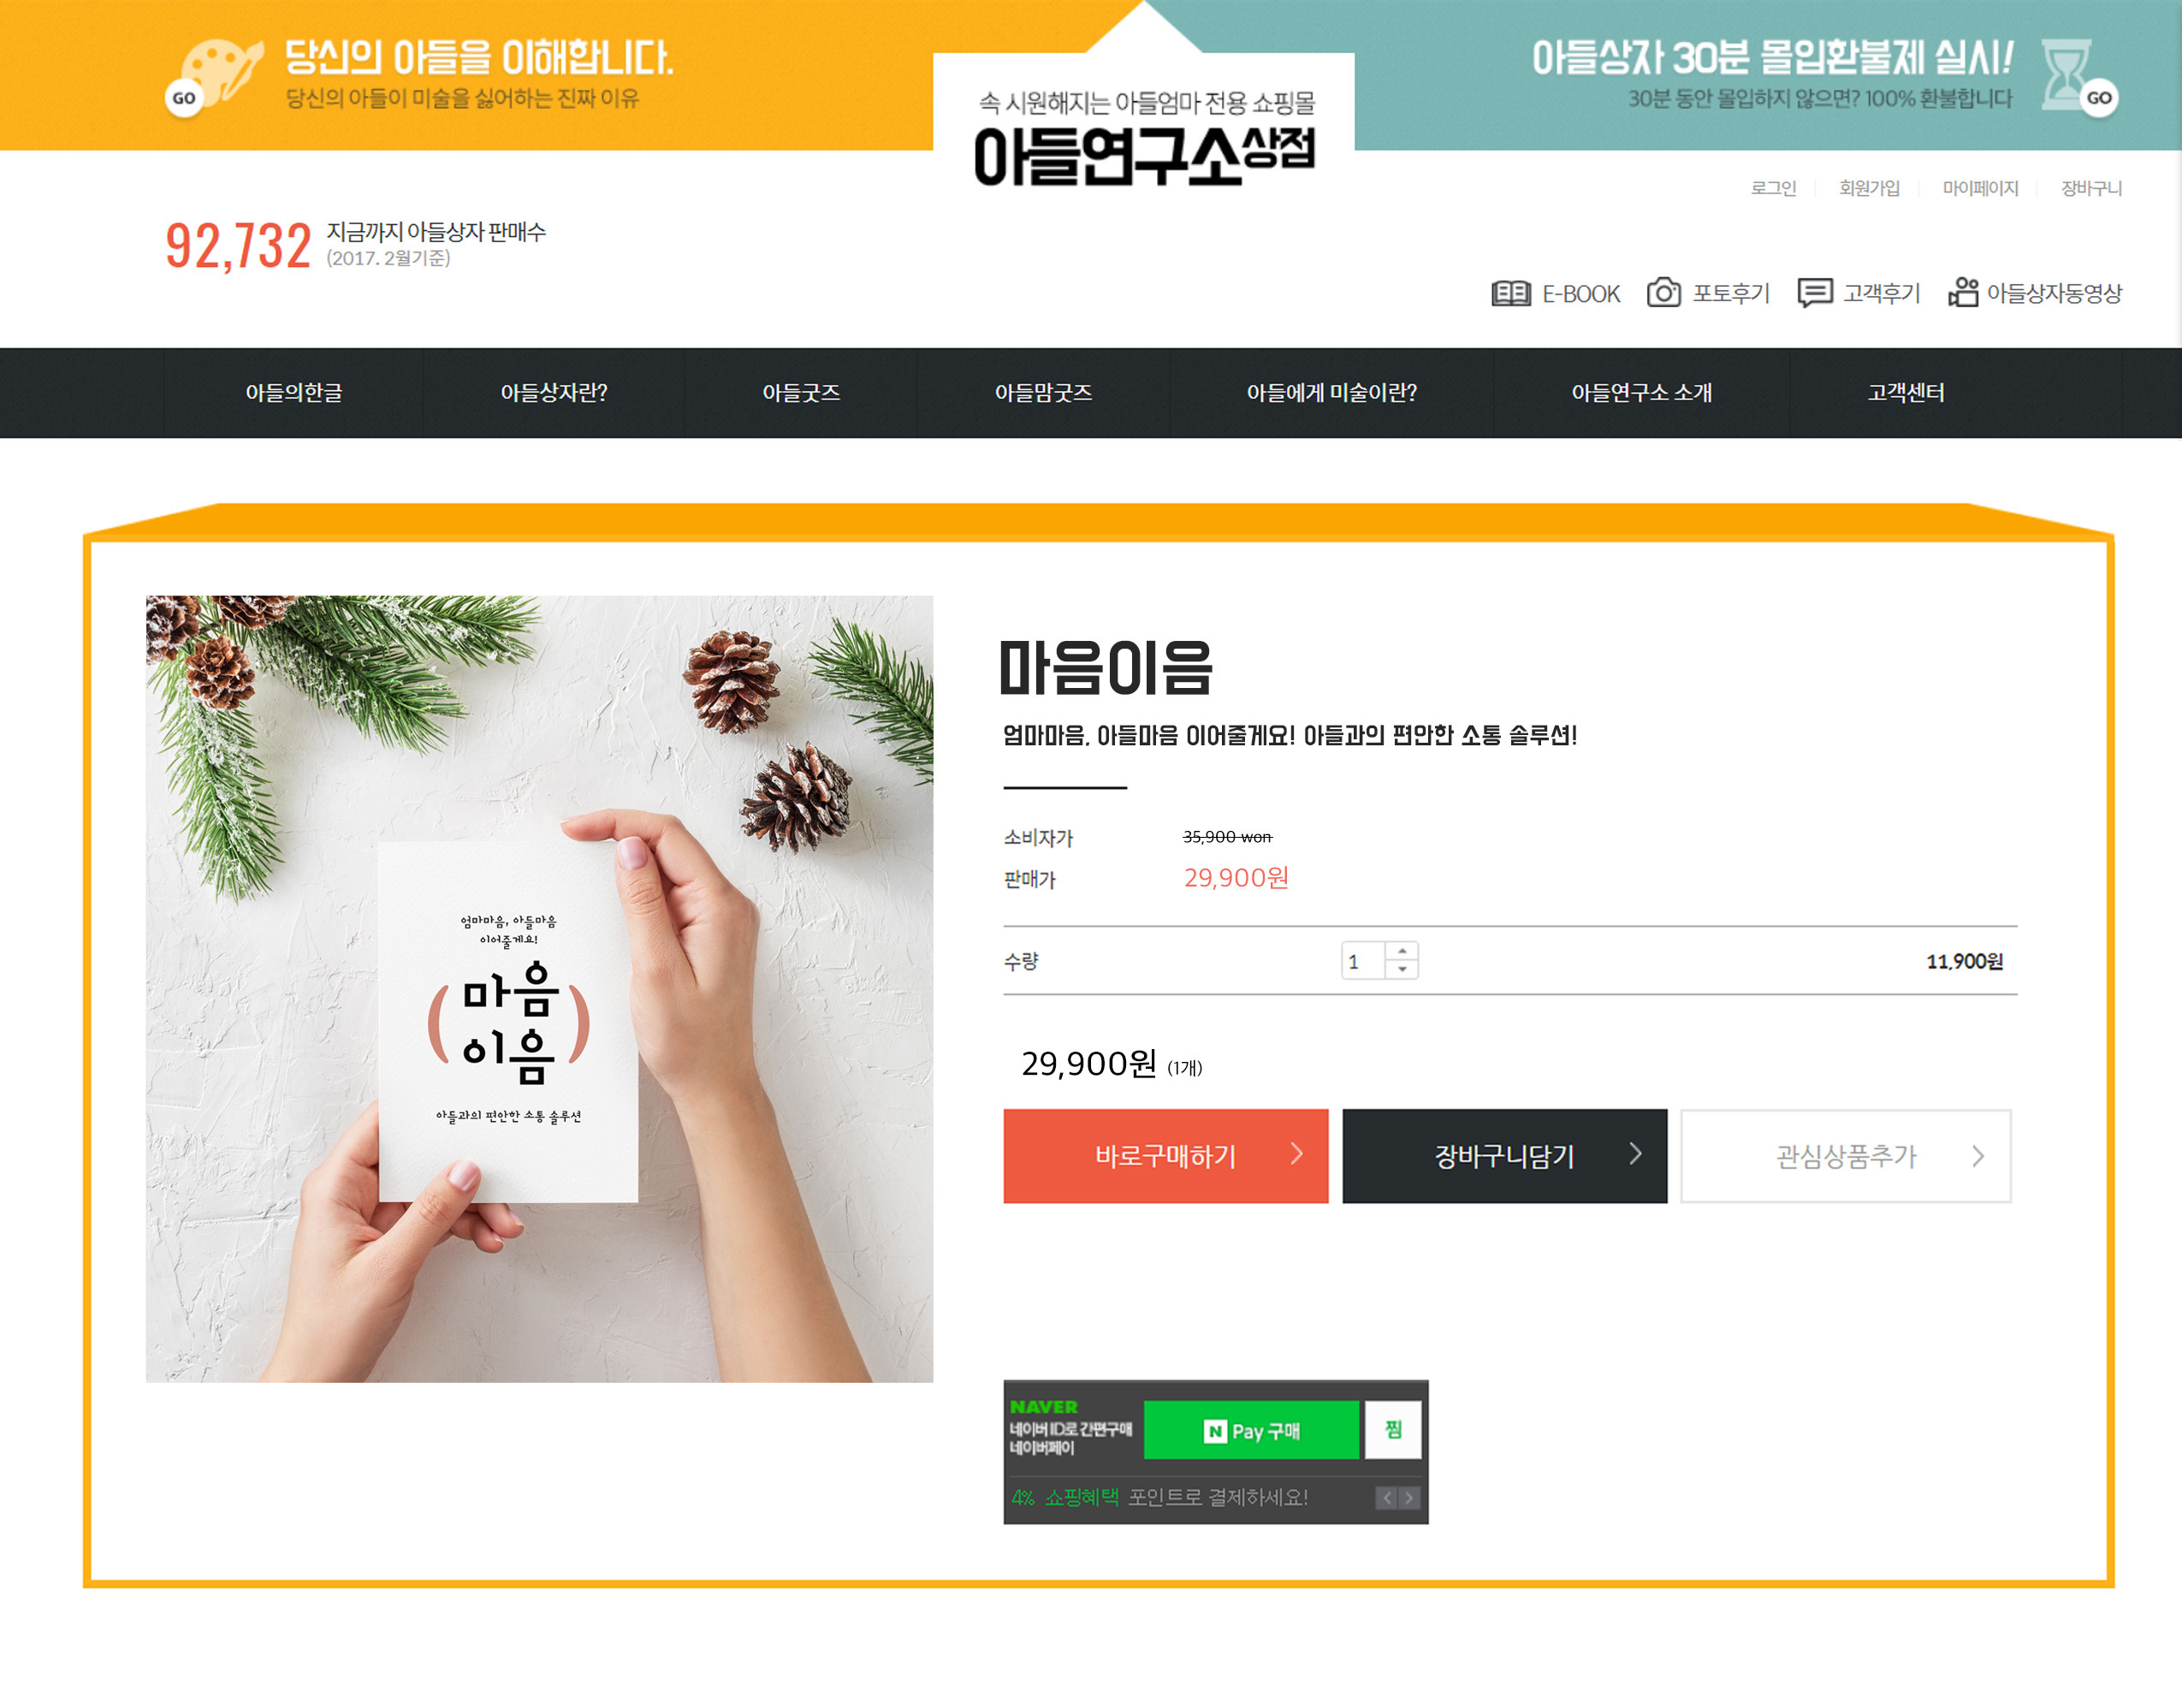 당신의 아들을 이해합니다.
당신의 아들이 미술을 싫어하는 진짜 이유
GO
속 시원해지는 아들엄마 전용 쇼핑몰
아들연구소상점
아들상자 30분 몰입환불제 실시!
30분 동안 몰입하지 않으면? 100% 환불합니다
GO
로그인
회원가입
마이페이지
장바구니
92,732 지금까지 아들상자 판매수
(2017. 2월기준)
E-BOOK
포토후기
고객후기
아들상자동영상
아들의한글
아들상자란?
아들굿즈
아들맘굿즈
아들에게 미술이란?
아들연구소 소개
고객센터
엄마마음, 아들마음
이어줄게요!
(마음
이음)
아들과의 편안한 소통 솔루션
마음이음
엄마마음, 아들마음 이어줄게요! 아들과의 편안한 소통 솔루션!
소비자가 35,900 won
판매가 29,900원
수량 1 11,900원
29,900원 (1개)
바로구매하기
장바구니담기
관심상품추가
NAVER
네이버ID로 간편구매
네이버페이
N Pay 구매
찜
4% 쇼핑혜택 포인트로 결제하세요!